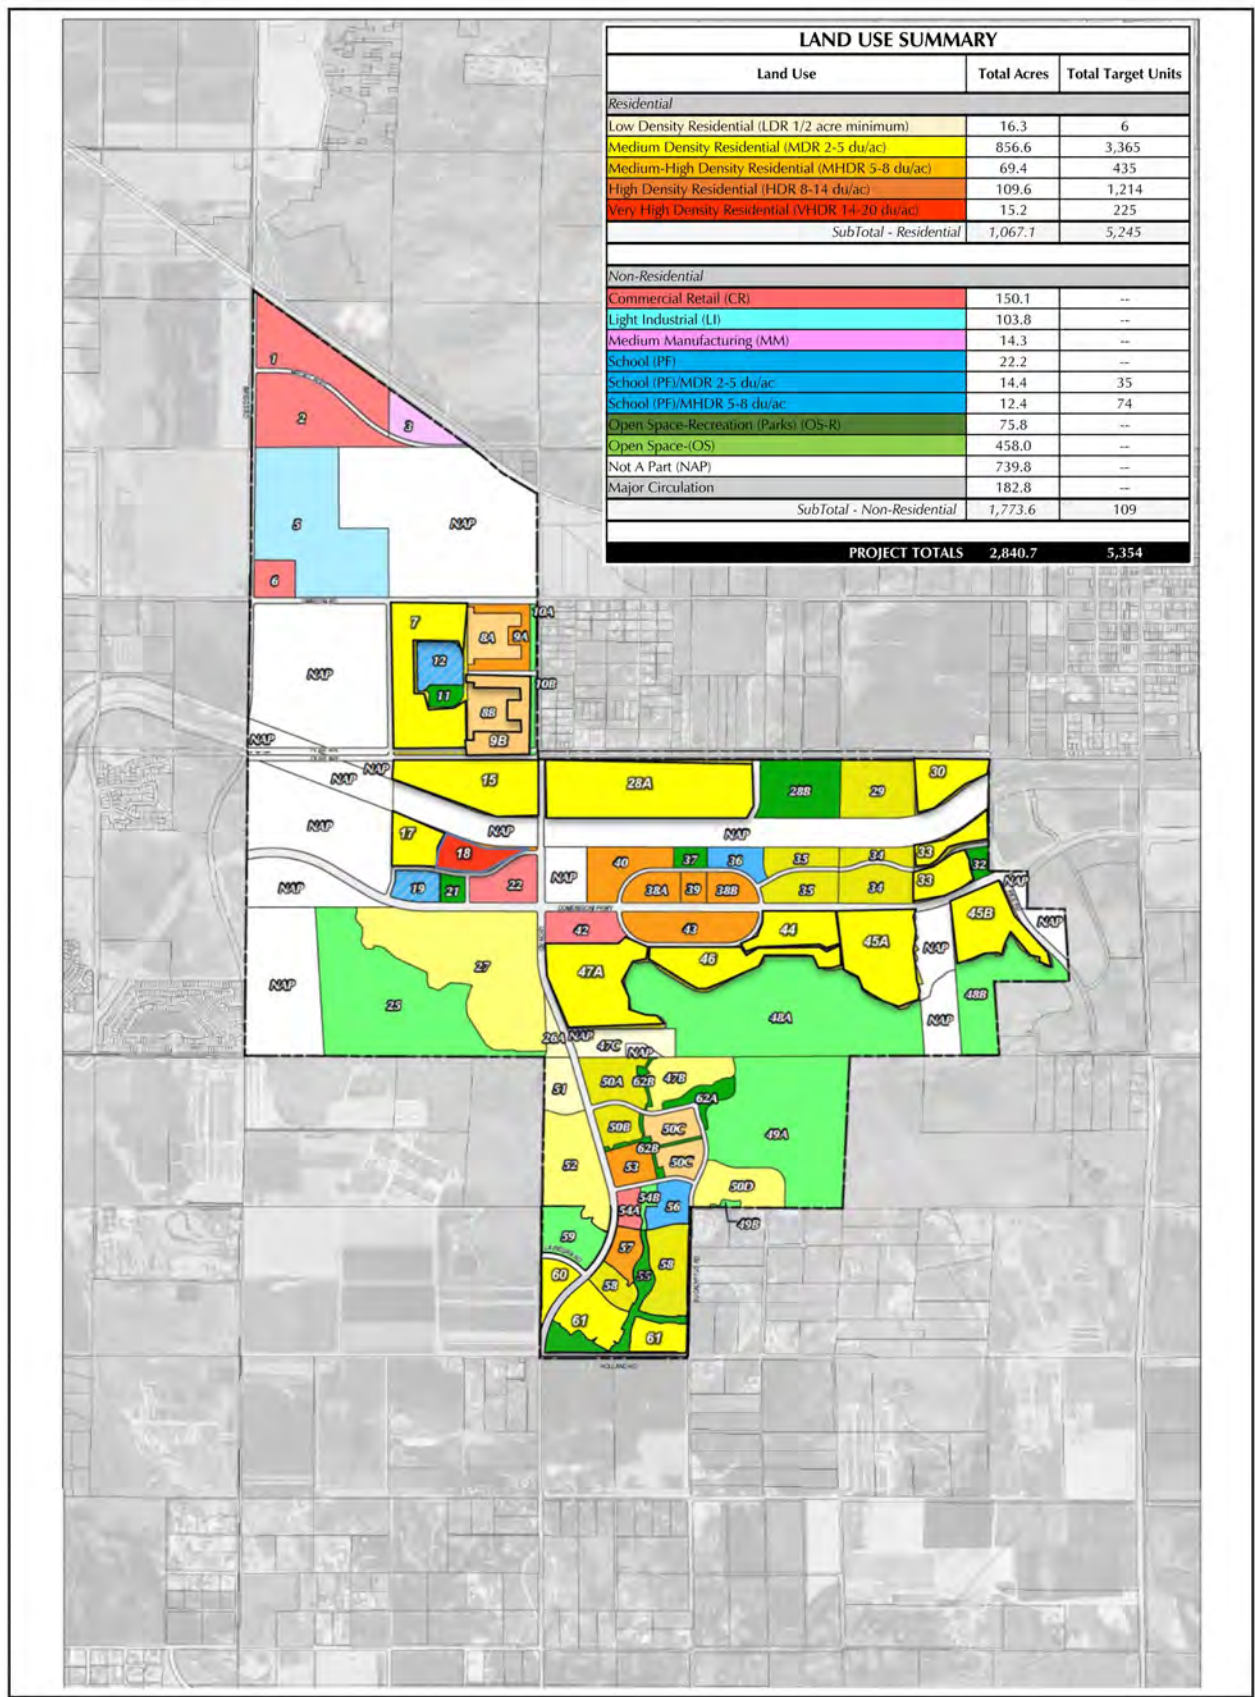 LAND USE SUMMARY
Land Use Total Acres Total Target Units
Residential
Low Density Residential (LDR 1/2 acre minimum) 16.3 6
Medium Density Residential (MDR 2-5 du/ac) 856.6 3,365
Medium-High Density Residential (MHDR 5-8 du/ac) 69.4 435
High Density Residential (HDR 8-14 du/ac) 109.6 1,214
Very High Density Residential (VHDR 14-20 du/ac) 15.2 225
SubTotal - Residential 1,067.1 5,245
Non-Residential
Commercial Retail (CR) 150.1 --
Light Industrial (LI) 103.8 --
Medium Manufacturing (MM) 14.3 --
School (PF) 22.2 --
School (PF)/MDR 2-5 du/ac 14.4 35
School (PF)/MHDR 5-8 du/ac 12.4 74
Open Space-Recreation (Parks) (OS-R) 75.8 --
Open Space-(OS) 458.0 --
Not A Part (NAP) 739.8 --
Major Circulation 182.8 --
SubTotal - Non-Residential 1,773.6 109
PROJECT TOTALS 2,840.7 5,354
1
2
3
5
NAP
6
7
8A
9A
10A
12
NAP
11
10B
8B
9B
NAP
NAP
NAP
15
28A
28B
29
30
NAP
17
NAP
NAP
18
40
37
36
35
34
33
32
NAP
19
21
22
NAP
38A
39
38B
35
34
33
NAP
42
43
44
45A
45B
NAP
NAP
27
47A
46
NAP
25
48A
NAP
48B
26A
NAP
47C
NAP
51
50A
62B
47B
62A
50B
50C
49A
62B
52
53
50C
50D
54B
54A
56
49B
59
57
58
60
55
58
61
61
HOLLAND RD